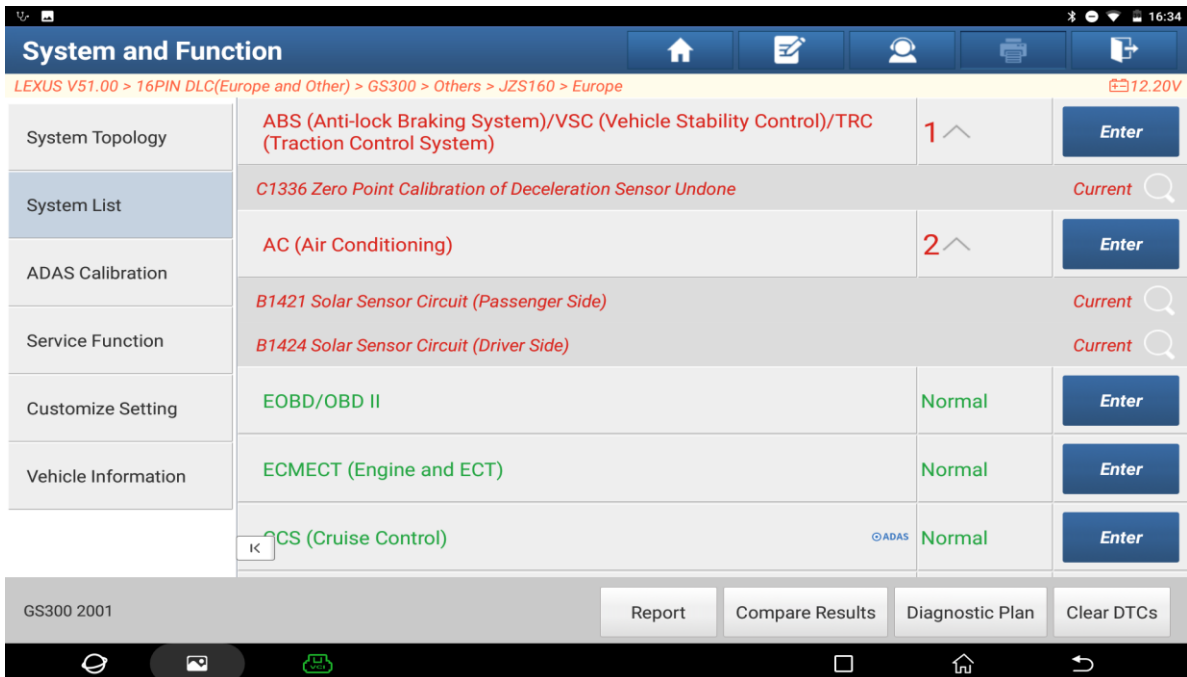 16:34
System and Function
LEXUS V51.00 > 16PIN DLC(Europe and Other) > GS300 > Others > JZS160 > Europe
12.20V
System Topology
System List
ADAS Calibration
Service Function
Customize Setting
Vehicle Information
ABS (Anti-lock Braking System)/VSC (Vehicle Stability Control)/TRC
(Traction Control System)
1
Enter
C1336 Zero Point Calibration of Deceleration Sensor Undone
Current
AC (Air Conditioning)
2
Enter
B1421 Solar Sensor Circuit (Passenger Side)
Current
B1424 Solar Sensor Circuit (Driver Side)
Current
EOBD/OBD II
Normal
Enter
ECMECT (Engine and ECT)
Normal
Enter
CCS (Cruise Control)
ADAS
Normal
Enter
GS300 2001
Report
Compare Results
Diagnostic Plan
Clear DTCs
VCI